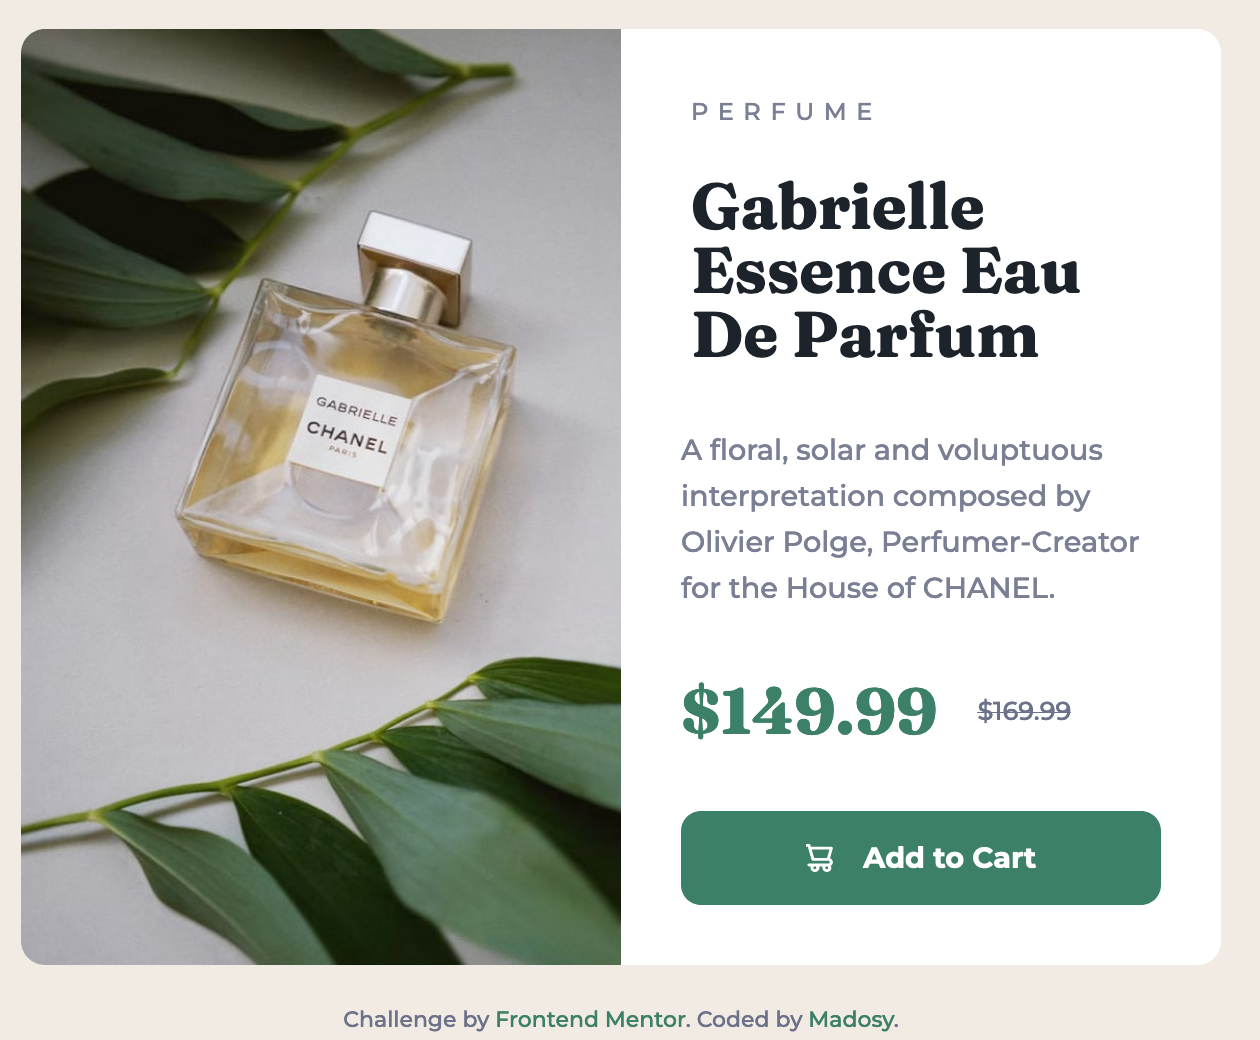 PERFUME
Gabrielle
Essence Eau
De Parfum
A floral, solar and voluptuous
interpretation composed by
Olivier Polge, Perfumer-Creator
for the House of CHANEL.
$149.99 $169.99
Add to Cart
GABRIELLE
CHANEL
PARIS
Challenge by Frontend Mentor. Coded by Madosy.